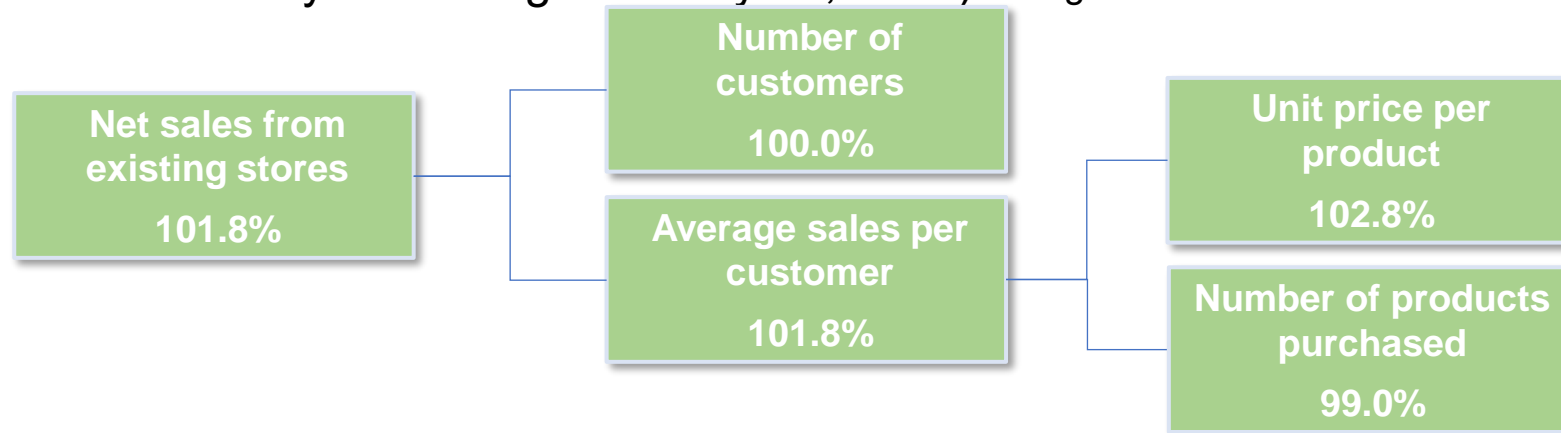 Net sales from
existing stores
101.8%
Number of
customers
100.0%
Average sales per
customer
101.8%
Unit price per
product
102.8%
Number of products
purchased
99.0%